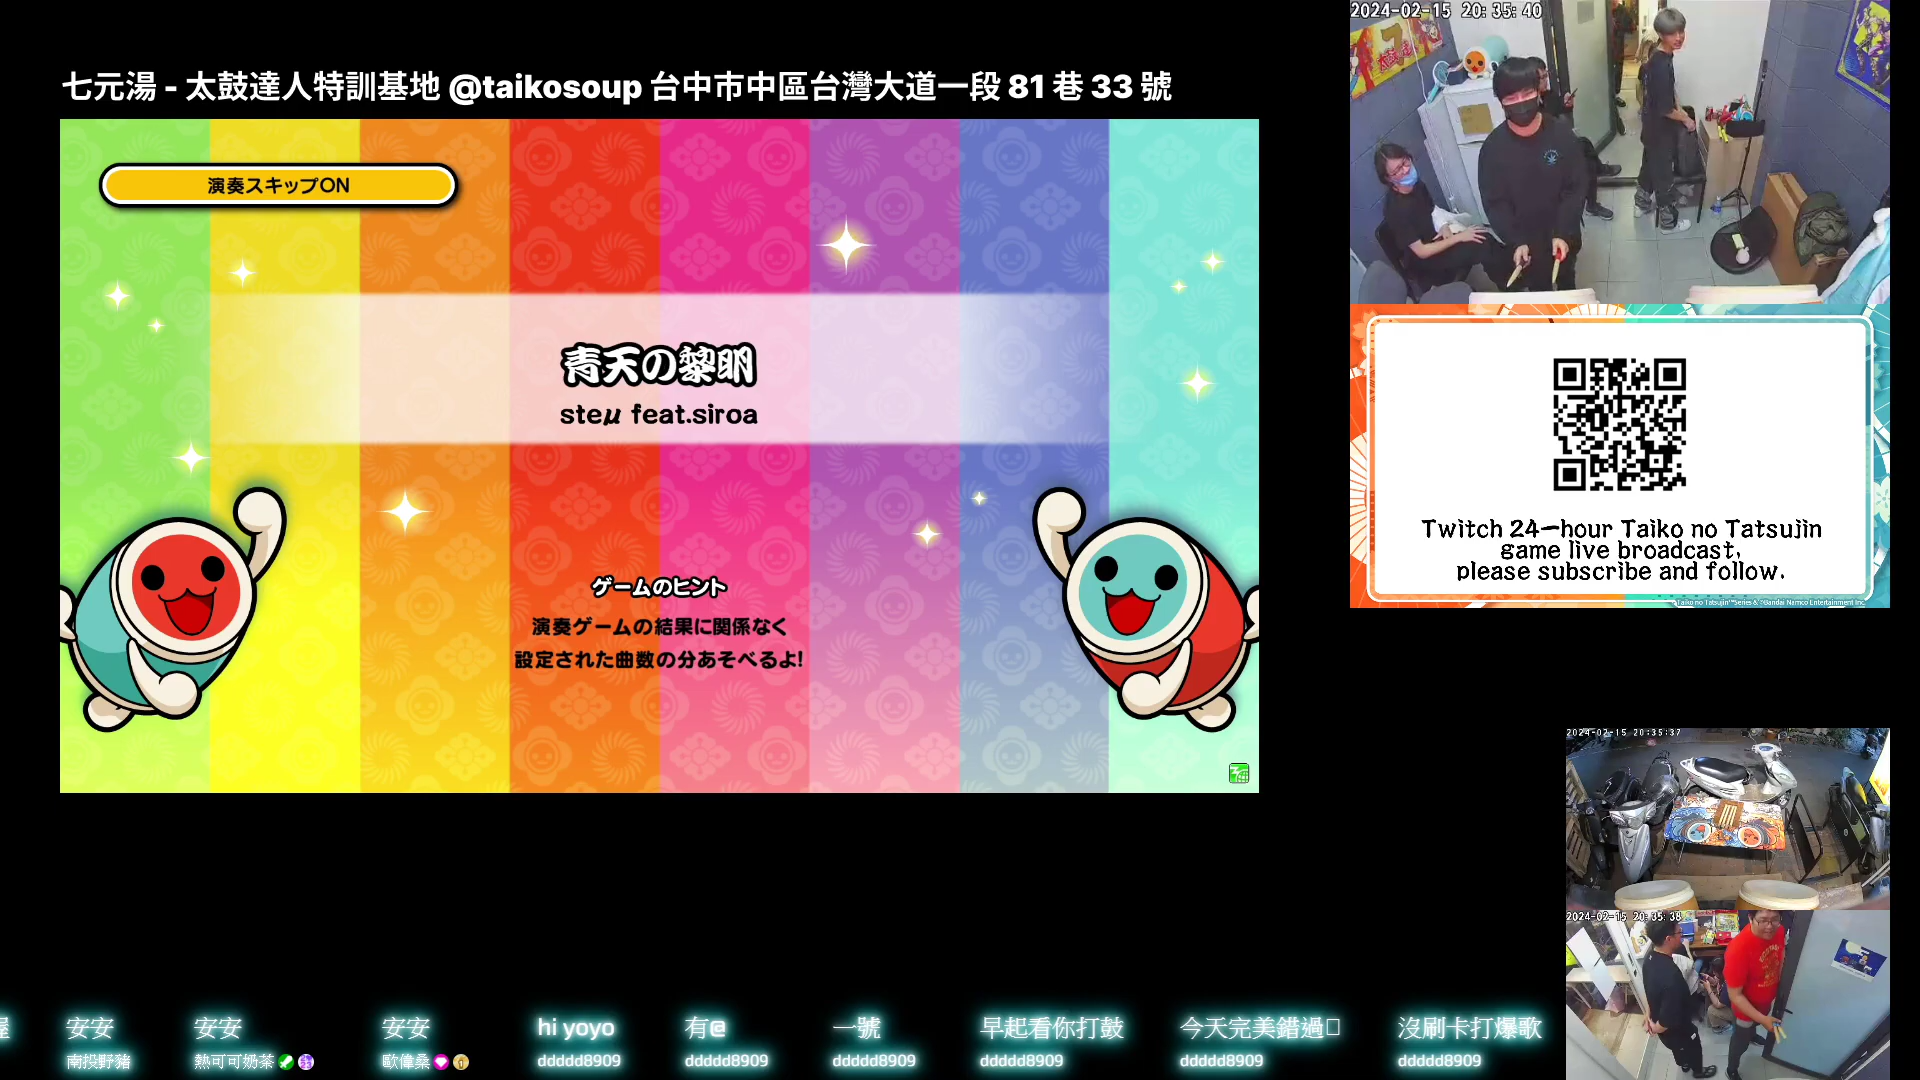 七元湯 - 太鼓達人特訓基地 @taikosoup 台中市中區台灣大道一段 81 巷 33 號
演奏スキップON
青天の黎明
steμ feat.siroa
ゲームのヒント
演奏ゲームの結果に関係なく
設定された曲数の分あそべるよ!
2024-02-15 20:35:40
Twitch 24-hour Taiko no Tatsujin
game live broadcast,
please subscribe and follow.
Taiko no Tatsujin™Series & ©Bandai Namco Entertainment Inc.
2024-02-15 20:35:37
2024-02-15 20:35:38
安安 安安 安安 hi yoyo 有@ 一號 早起看你打鼓 今天完美錯過 沒刷卡打爆歌
南投野豬 熱可可奶茶 歐偉桑 ddddd8909 ddddd8909 ddddd8909 ddddd8909 ddddd8909 ddddd8909